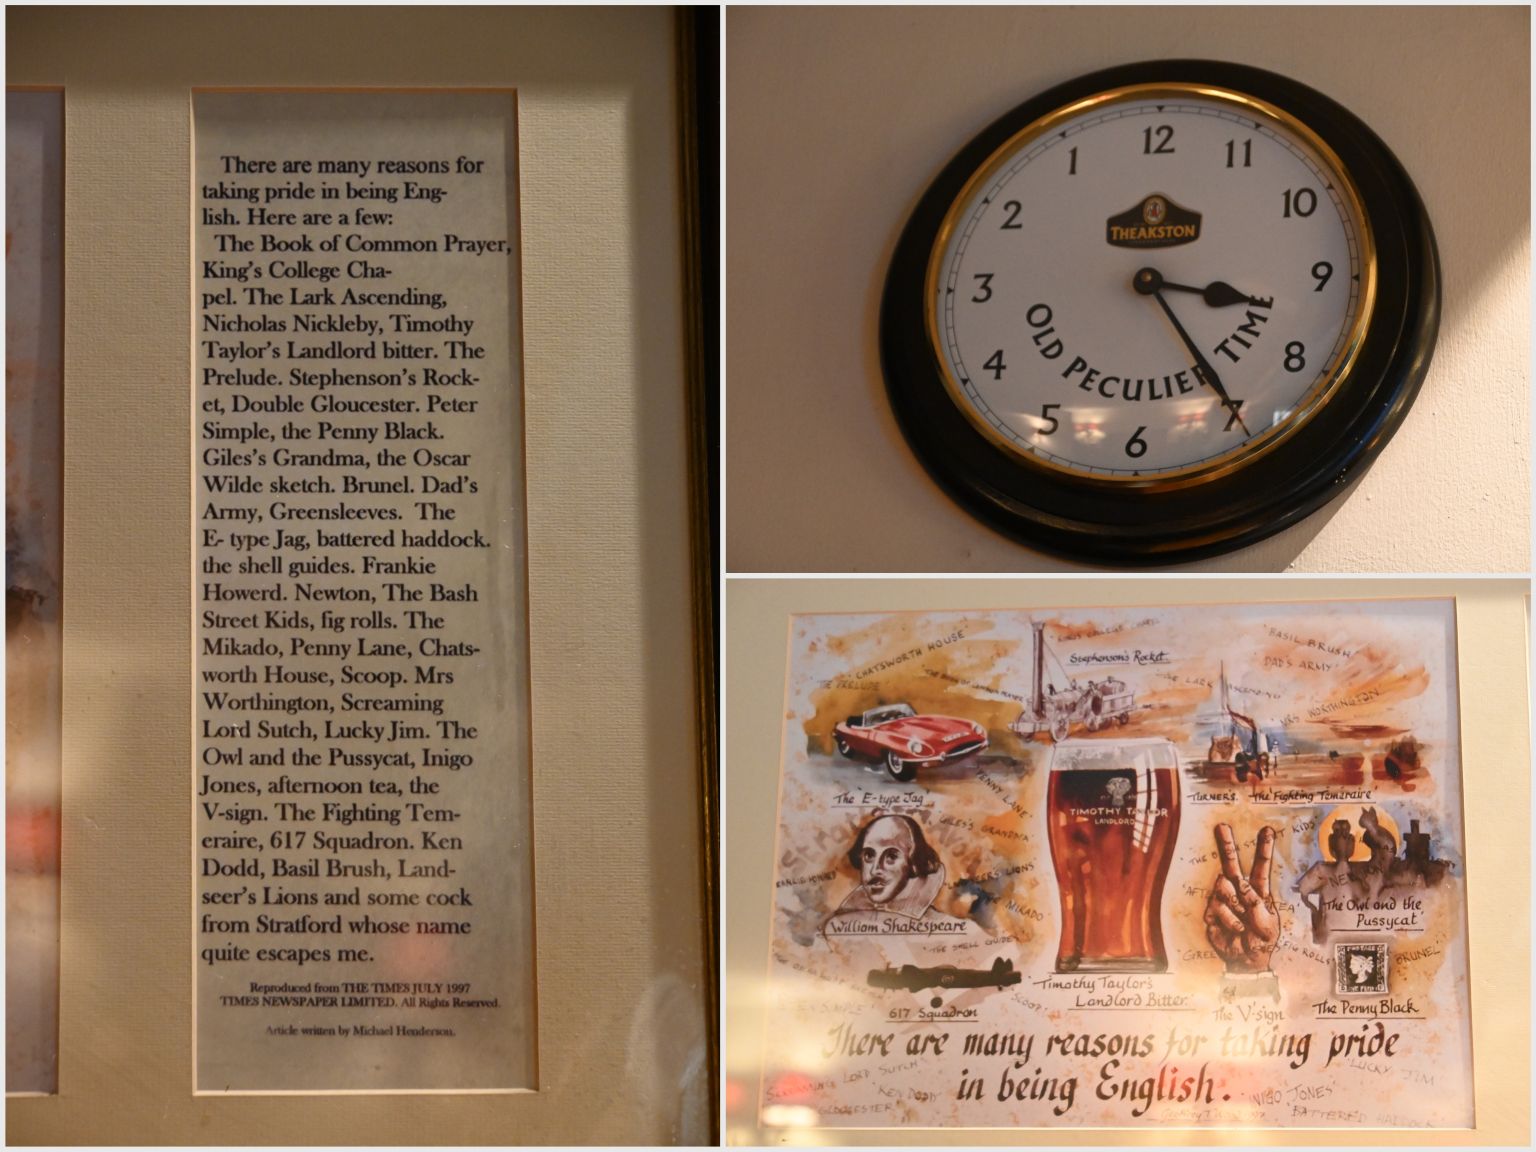 There are many reasons for
taking pride in being Eng-
lish. Here are a few:
The Book of Common Prayer,
King's College Cha-
pel. The Lark Ascending,
Nicholas Nickleby, Timothy
Taylor's Landlord bitter. The
Prelude. Stephenson's Rock-
et, Double Gloucester. Peter
Simple, the Penny Black.
Giles's Grandma, the Oscar
Wilde sketch. Brunel. Dad's
Army, Greensleeves. The
E- type Jag, battered haddock.
the shell guides. Frankie
Howerd. Newton, The Bash
Street Kids, fig rolls. The
Mikado, Penny Lane, Chats-
worth House, Scoop. Mrs
Worthington, Screaming
Lord Sutch, Lucky Jim. The
Owl and the Pussycat, Inigo
Jones, afternoon tea, the
V-sign. The Fighting Tem-
eraire, 617 Squadron. Ken
Dodd, Basil Brush, Land-
seer's Lions and some cock
from Stratford whose name
quite escapes me.
Reproduced from THE TIMES JULY 1997
TIMES NEWSPAPER LIMITED. All Rights Reserved.
Article written by Michael Henderson.
12
1 11
2 10
3 9
4 8
5 7
6
THEAKSTON
OLD PECULIER TIME
CHATSWORTH HOUSE
THE PRELUDE
Stephenson's Rocket.
'BASIL BRUSH'
'DAD'S ARMY'
THE LARK ASCENDING
'MRS WORTHINGTON'
The 'E-type Jag'
'PENNY LANE'
TURNER'S. The 'Fighting Temeraire'
TIMOTHY TAYLOR
LANDLORD
'GILES'S GRANDMA'
'LANDSEER'S LIONS'
'THE MIKADO'
William Shakespeare
'THE SHELL GUIDES'
'AFTERNOON TEA'
NEWTON
'The Owl and the
Pussycat'
FIG ROLLS
BRUNEL
617 Squadron
SCOOP
Timothy Taylor's
Landlord Bitter.
The V-sign
The Penny Black
There are many reasons for taking pride
in being English.
SCREAMING LORD SUTCH
'KEN DODD'
GLOUCESTER
'LUCKY JIM
INIGO JONES
'BATTERED HADDOCK'